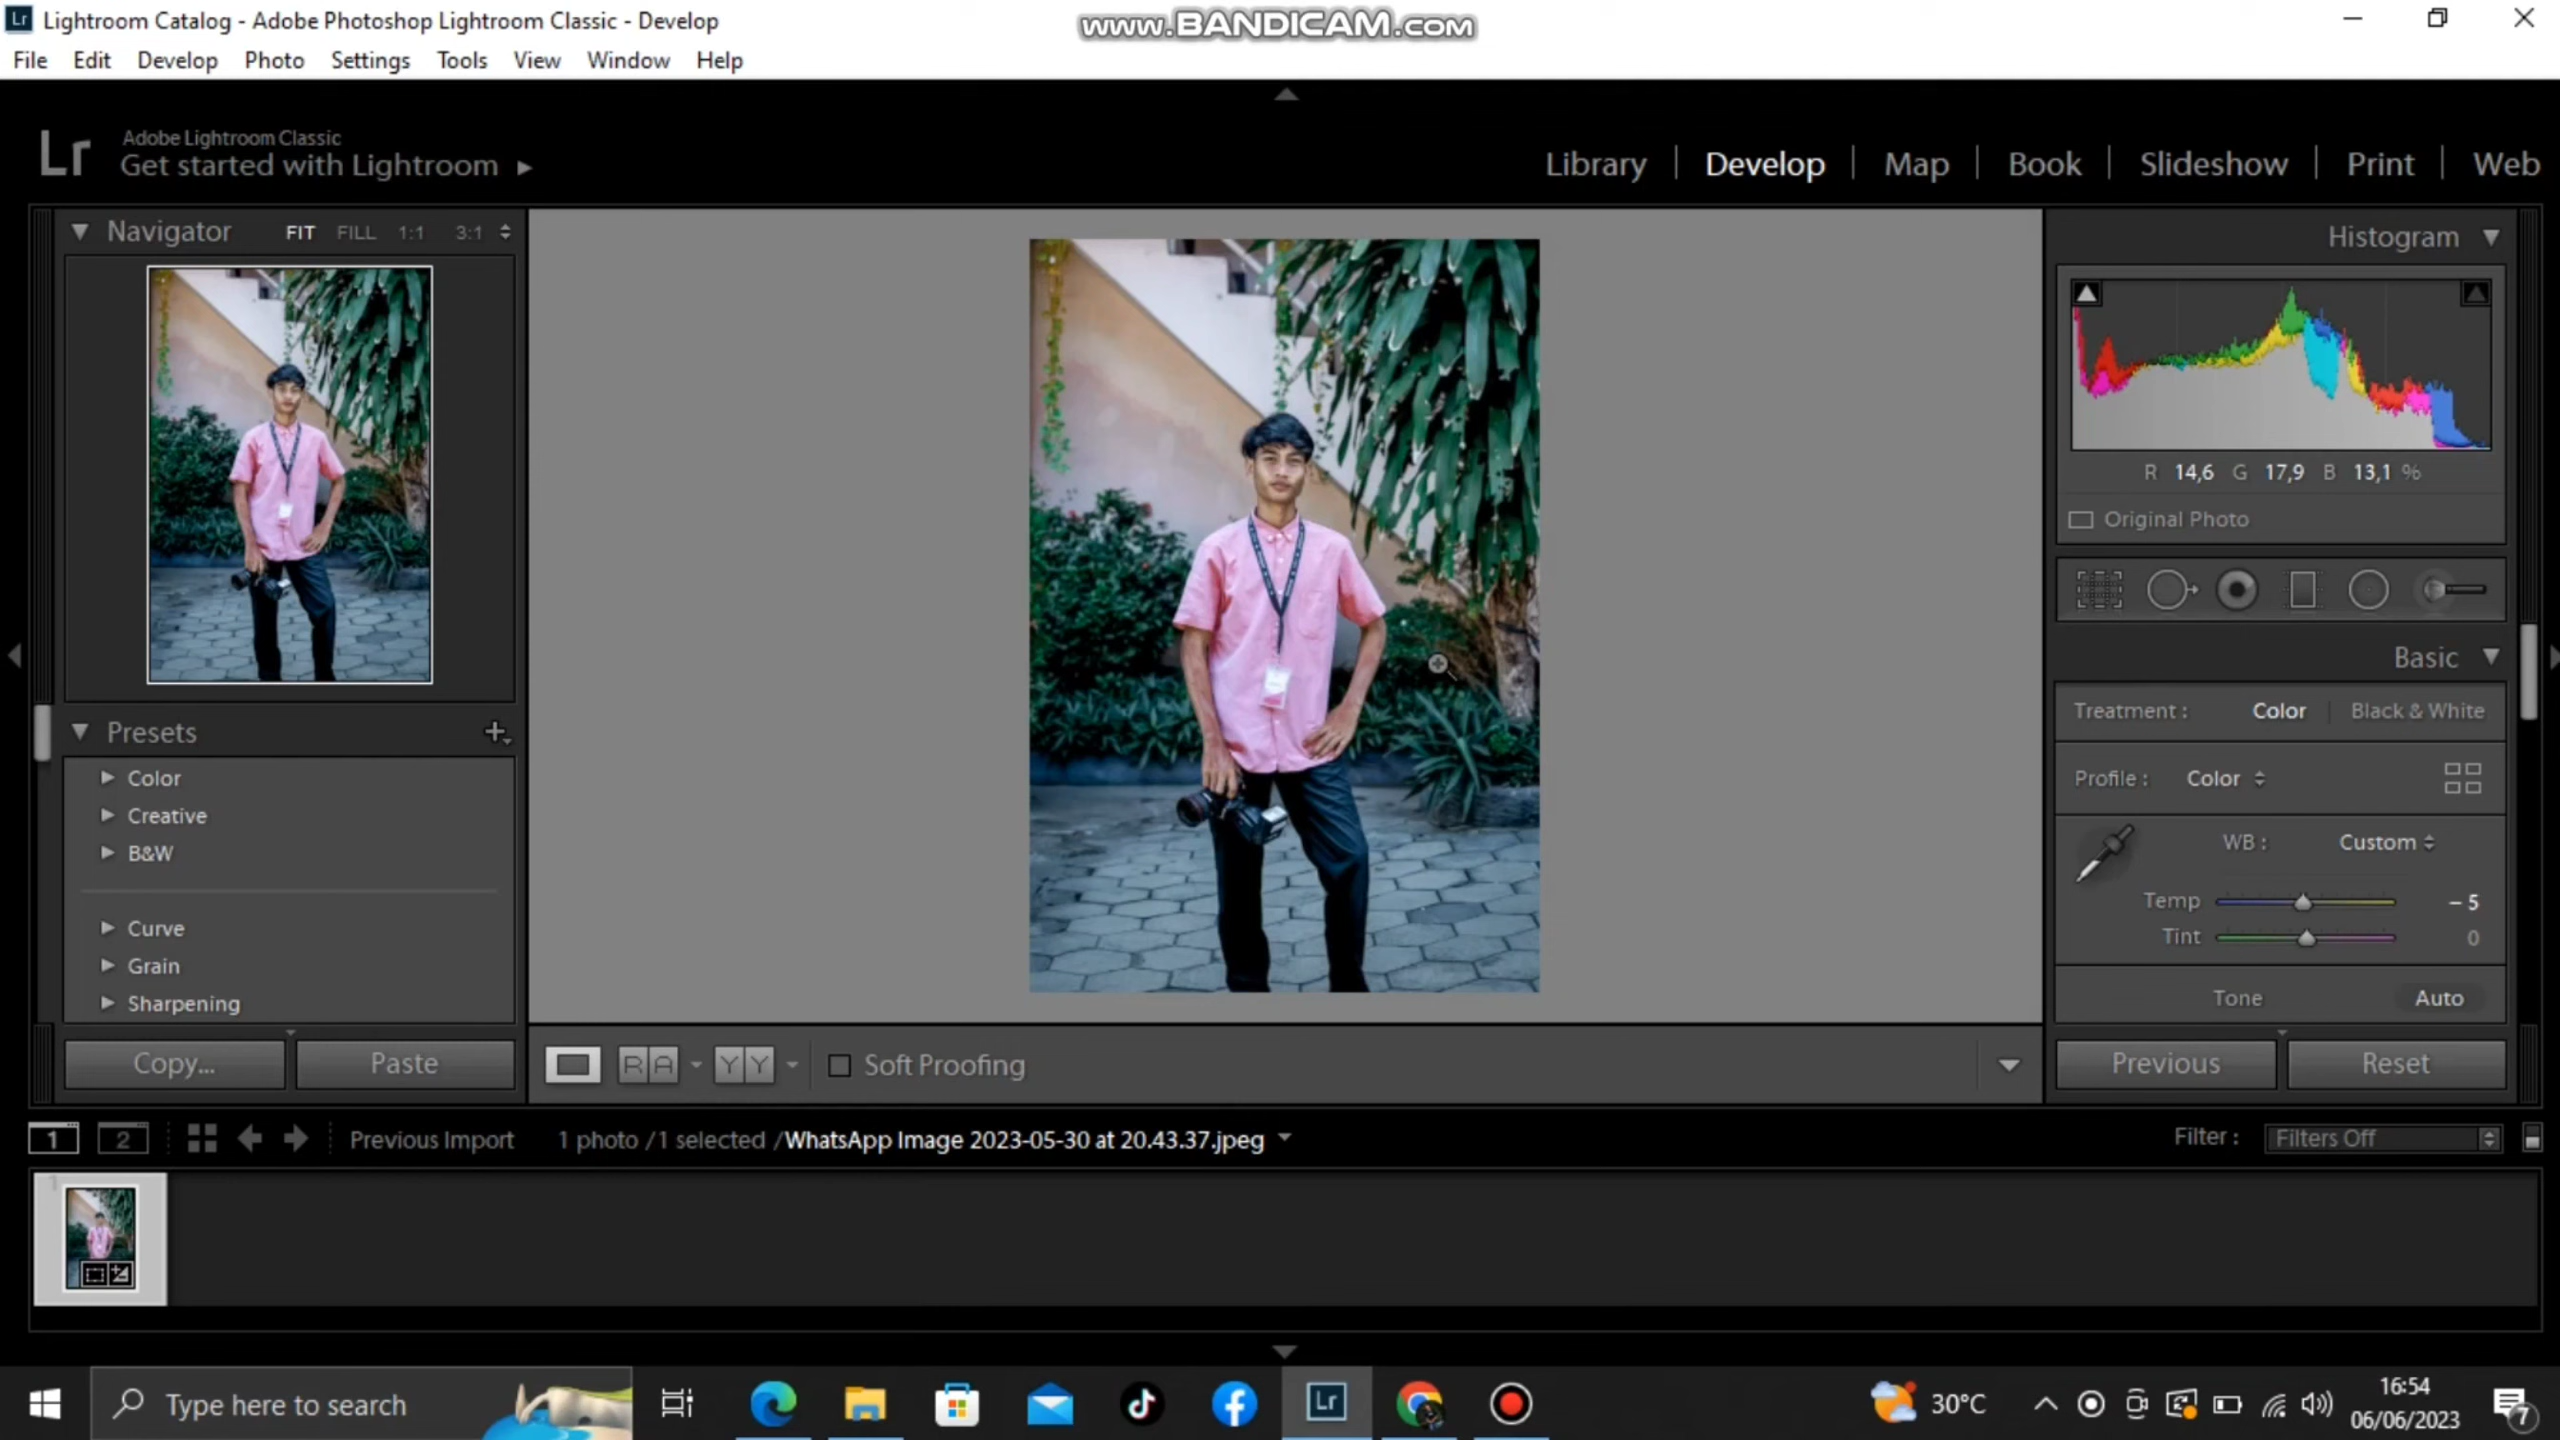 Lr Lightroom Catalog - Adobe Photoshop Lightroom Classic - Develop
www.BANDICAM.com
File Edit Develop Photo Settings Tools View Window Help
Lr Adobe Lightroom Classic
Get started with Lightroom
Library | Develop | Map | Book | Slideshow | Print | Web
Navigator FIT FILL 1:1 3:1
Histogram
R 14,6 G 17,9 B 13,1 %
Original Photo
Basic
Treatment : Color Black & White
Profile : Color
WB : Custom
Temp - 5
Tint 0
Tone Auto
Presets
Color
Creative
B&W
Curve
Grain
Sharpening
Copy... Paste
R A Y Y Soft Proofing
Previous Reset
1 2 Previous Import 1 photo / 1 selected / WhatsApp Image 2023-05-30 at 20.43.37.jpeg
Filter : Filters Off
1
Type here to search
Lr
30°C
16:54
06/06/2023
7